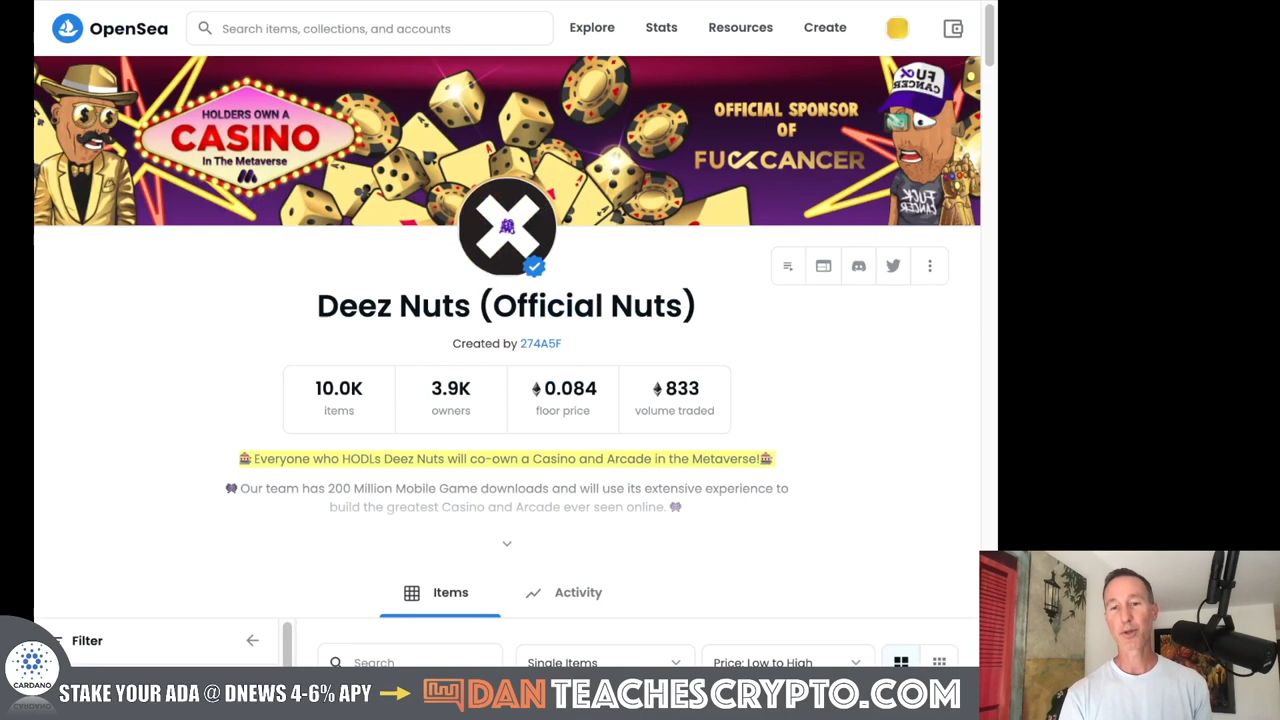 OpenSea
Search items, collections, and accounts
Explore
Stats
Resources
Create
HOLDERS OWN A
CASINO
In The Metaverse
OFFICIAL SPONSOR
OF
FUCKCANCER
FUCK
CANCER
FUCK
CANCER
Deez Nuts (Official Nuts)
Created by 274A5F
10.0K
items
3.9K
owners
0.084
floor price
833
volume traded
🎰Everyone who HODLs Deez Nuts will co-own a Casino and Arcade in the Metaverse!🎰
Our team has 200 Million Mobile Game downloads and will use its extensive experience to
build the greatest Casino and Arcade ever seen online.
Items
Activity
Filter
Search
Single Items
Price: Low to High
CARDANO
STAKE YOUR ADA @ DNEWS 4-6% APY
DANTEACHESCRYPTO.COM